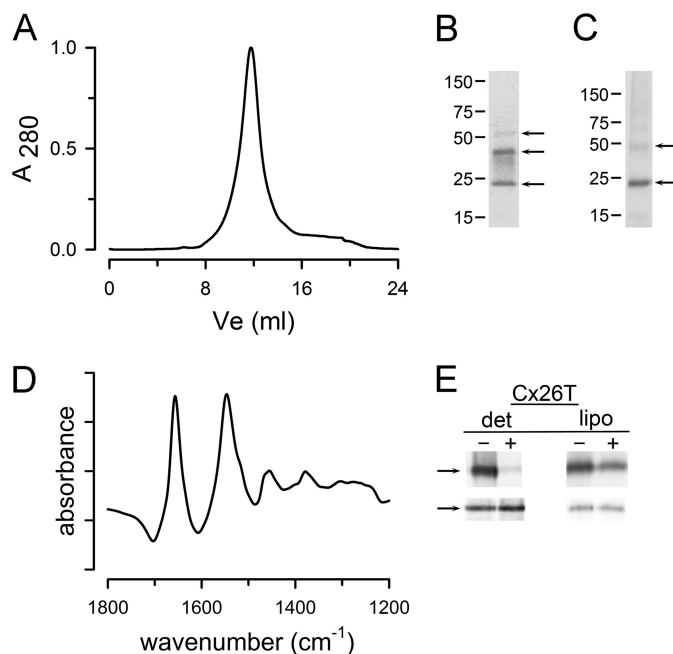 A
B
C
1.0
0.5
0.0
A 280
0
8
16
24
Ve (ml)
150
75
50
25
15
150
75
50
25
15
D
absorbance
1800
1600
1400
1200
wavenumber (cm-1)
E
Cx26T
det
lipo
– + – +